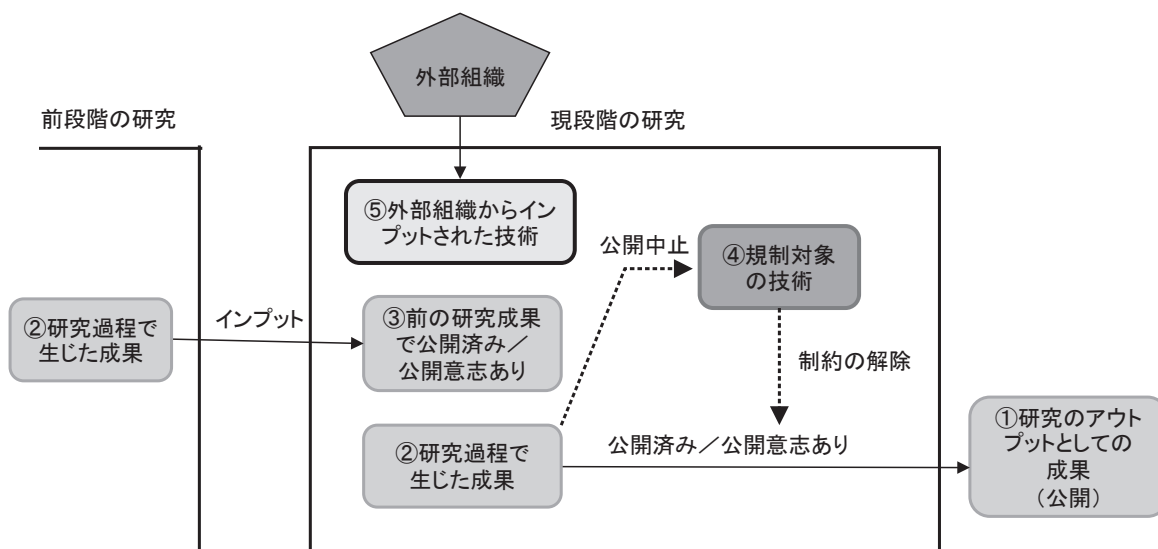 外部組織
前段階の研究
現段階の研究
⑤外部組織からイン
プットされた技術
公開中止
④規制対象
の技術
②研究過程で
生じた成果
インプット
③前の研究成果
で公開済み／
公開意志あり
制約の解除
②研究過程で
生じた成果
公開済み／公開意志あり
①研究のアウト
プットとしての
成果
（公開）